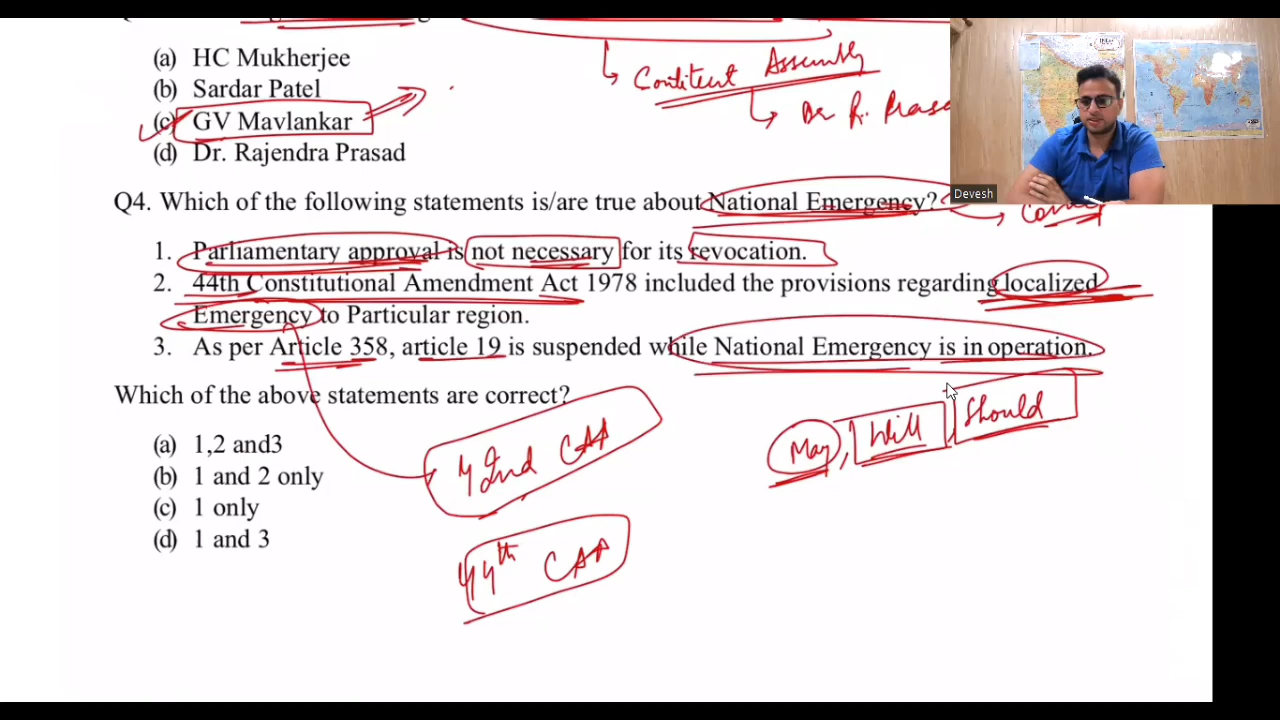 (a) HC Mukherjee
(b) Sardar Patel
(c) GV Mavlankar
(d) Dr. Rajendra Prasad
Contitent Assembly
Dr R. Prasa
Devesh
Q4. Which of the following statements is/are true about National Emergency?
1. Parliamentary approval is not necessary for its revocation.
2. 44th Constitutional Amendment Act 1978 included the provisions regarding localized
Emergency to Particular region.
3. As per Article 358, article 19 is suspended while National Emergency is in operation.
Which of the above statements are correct?
(a) 1,2 and3
(b) 1 and 2 only
(c) 1 only
(d) 1 and 3
May, Will, Should
42nd CAA
44th CAA